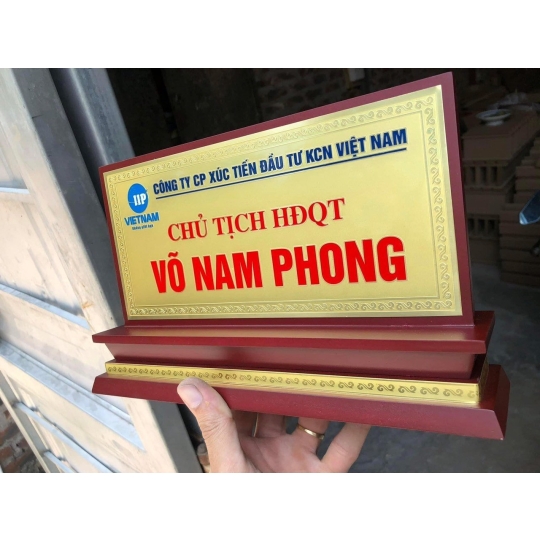 CÔNG TY CP XÚC TIẾN ĐẦU TƯ KCN VIỆT NAM
IIP
VIETNAM
CHỦ TỊCH HĐQT
VÕ NAM PHONG